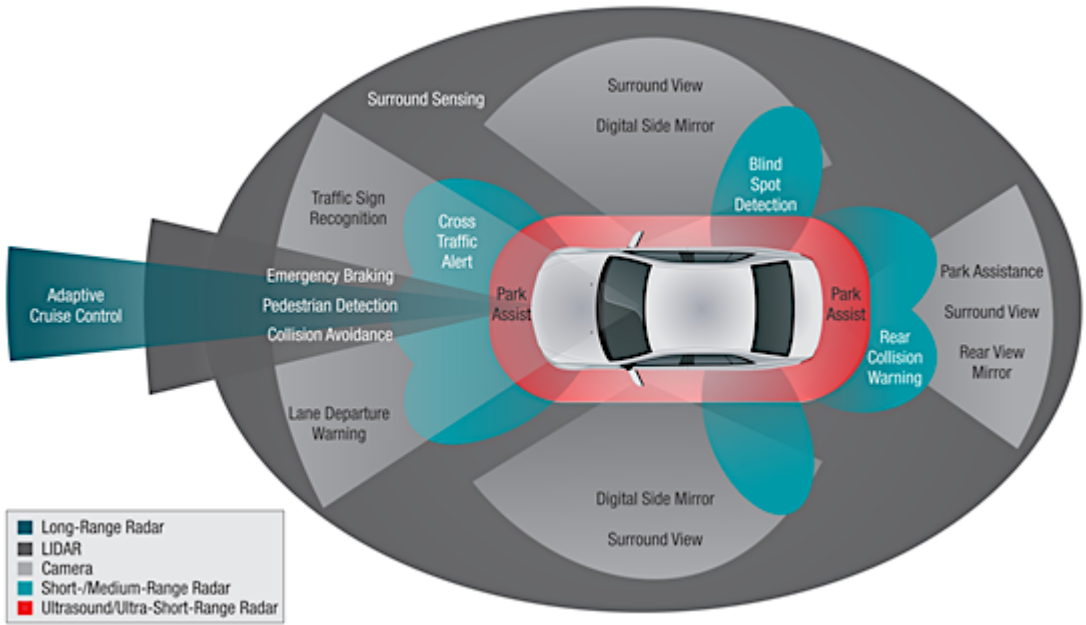 Surround Sensing
Surround View
Digital Side Mirror
Blind
Spot
Detection
Traffic Sign
Recognition
Cross
Traffic
Alert
Adaptive
Cruise Control
Emergency Braking
Pedestrian Detection
Collision Avoidance
Park
Assist
Park
Assist
Rear
Collision
Warning
Park Assistance
Surround View
Rear View
Mirror
Lane Departure
Warning
Digital Side Mirror
Surround View
Long-Range Radar
LIDAR
Camera
Short-/Medium-Range Radar
Ultrasound/Ultra-Short-Range Radar